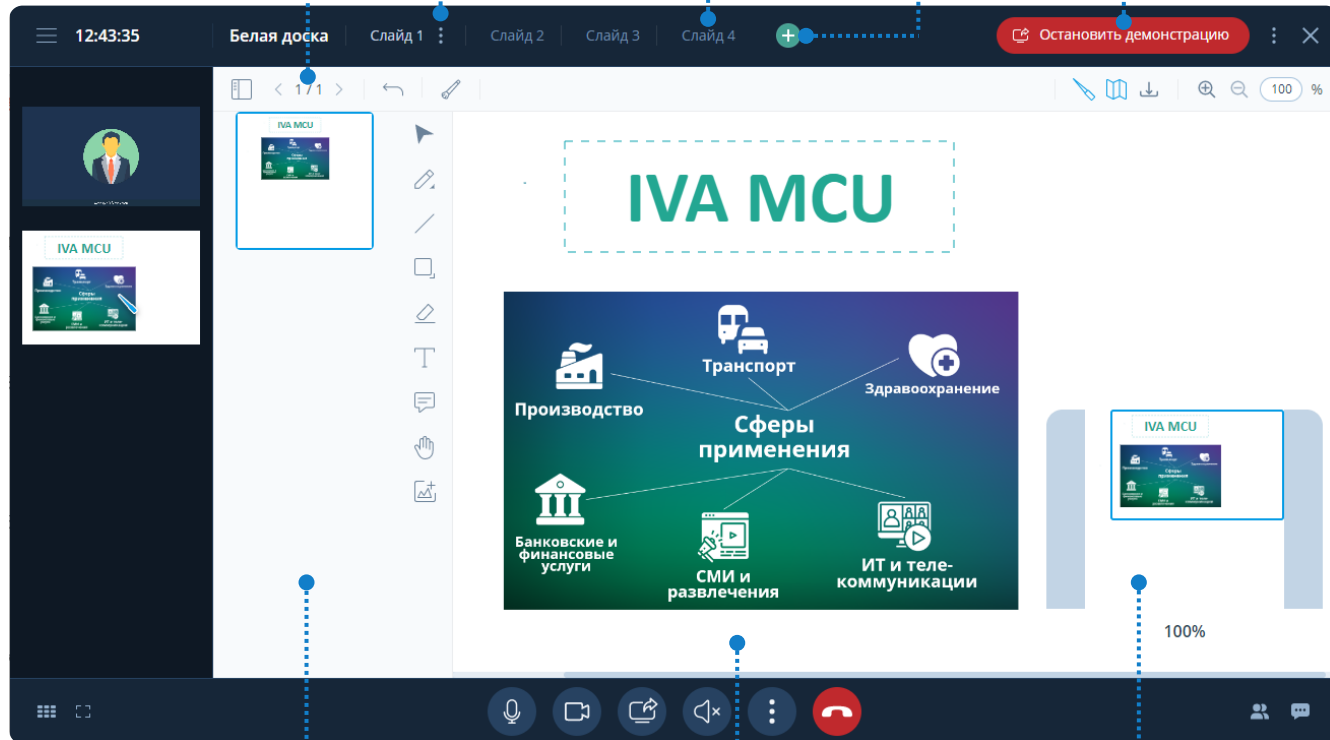 12:43:35
Белая доска
Слайд 1
Слайд 2
Слайд 3
Слайд 4
Остановить демонстрацию
1 / 1
100 %
IVA MCU
IVA MCU
IVA MCU
Транспорт
Здравоохранение
Производство
Сферы
применения
Банковские и
финансовые
услуги
СМИ и
развлечения
ИТ и теле-
коммуникации
IVA MCU
100%